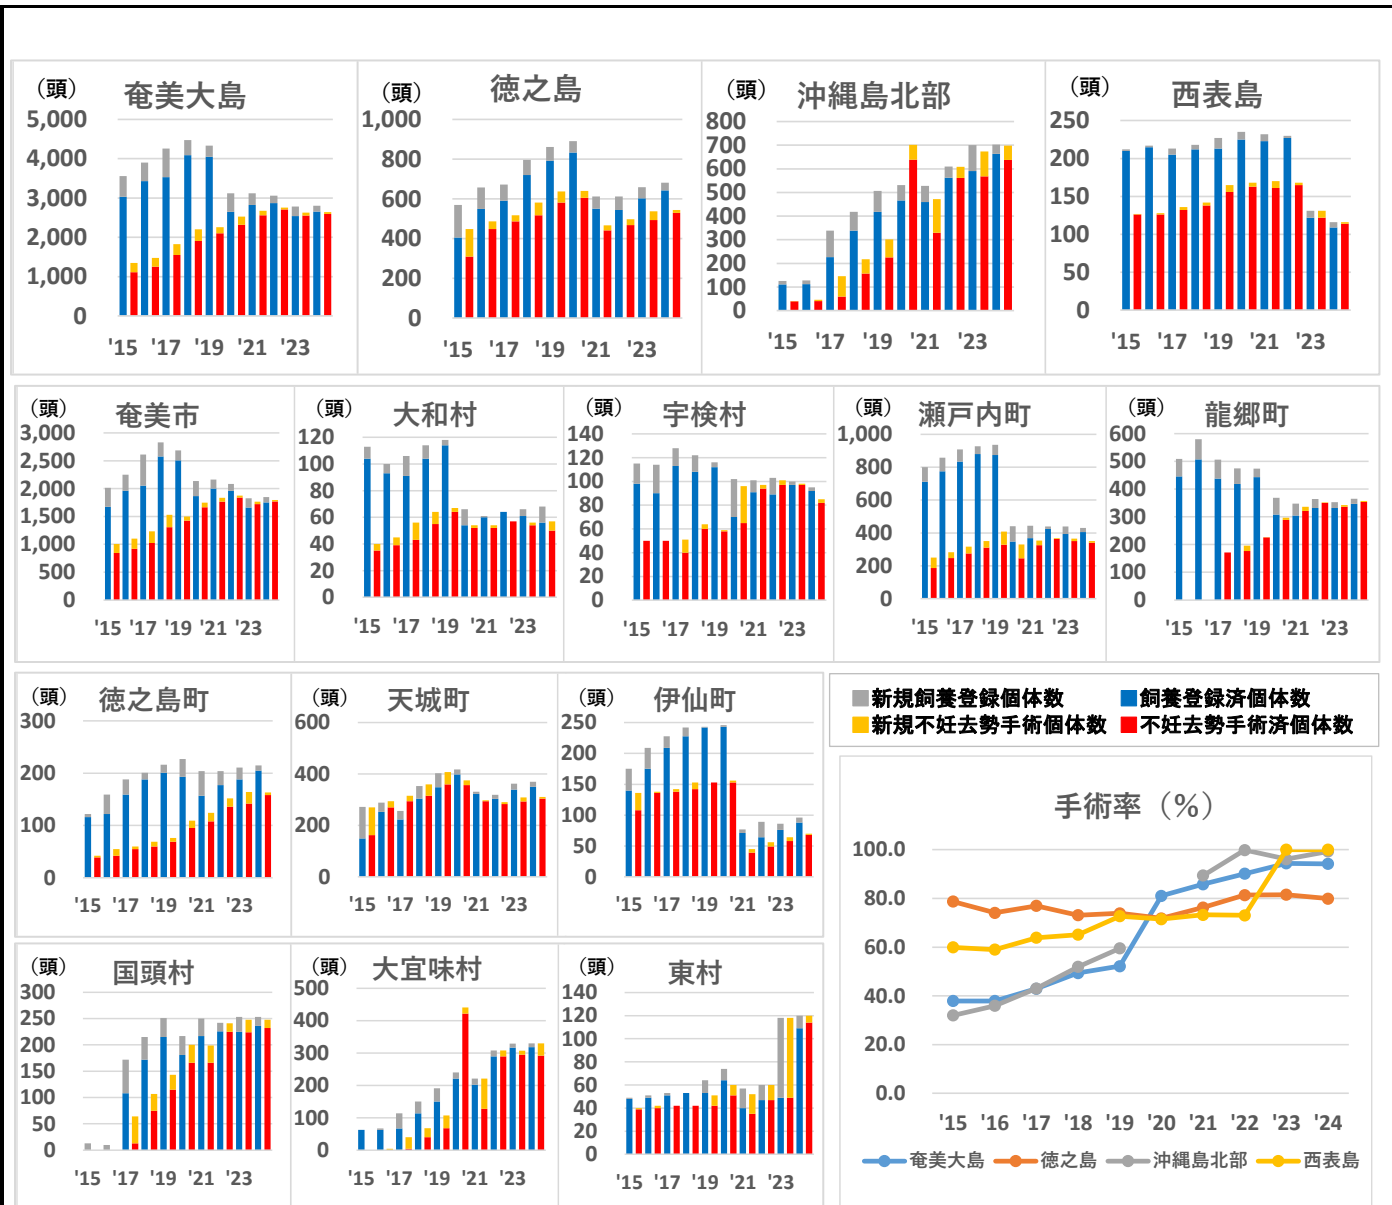 （頭） 奄美大島
5,000
4,000
3,000
2,000
1,000
0
'15 '17 '19 '21 '23
（頭） 徳之島
1,000
800
600
400
200
0
'15 '17 '19 '21 '23
（頭） 沖縄島北部
800
700
600
500
400
300
200
100
0
'15 '17 '19 '21 '23
（頭） 西表島
250
200
150
100
50
0
'15 '17 '19 '21 '23
（頭） 奄美市
3,000
2,500
2,000
1,500
1,000
500
0
'15 '17 '19 '21 '23
（頭） 大和村
120
100
80
60
40
20
0
'15 '17 '19 '21 '23
（頭） 宇検村
140
120
100
80
60
40
20
0
'15 '17 '19 '21 '23
（頭） 瀬戸内町
1,000
800
600
400
200
0
'15 '17 '19 '21 '23
（頭） 龍郷町
600
500
400
300
200
100
0
'15 '17 '19 '21 '23
（頭） 徳之島町
300
200
100
0
'15 '17 '19 '21 '23
（頭） 天城町
600
400
200
0
'15 '17 '19 '21 '23
（頭） 伊仙町
250
200
150
100
50
0
'15 '17 '19 '21 '23
新規飼養登録個体数 飼養登録済個体数
新規不妊去勢手術個体数 不妊去勢手術済個体数
（頭） 国頭村
300
250
200
150
100
50
0
'15 '17 '19 '21 '23
（頭） 大宜味村
500
400
300
200
100
0
'15 '17 '19 '21 '23
（頭） 東村
140
120
100
80
60
40
20
0
'15 '17 '19 '21 '23
手術率（%）
100.0
80.0
60.0
40.0
20.0
0.0
'15 '16 '17 '18 '19 '20 '21 '22 '23 '24
奄美大島 徳之島 沖縄島北部 西表島